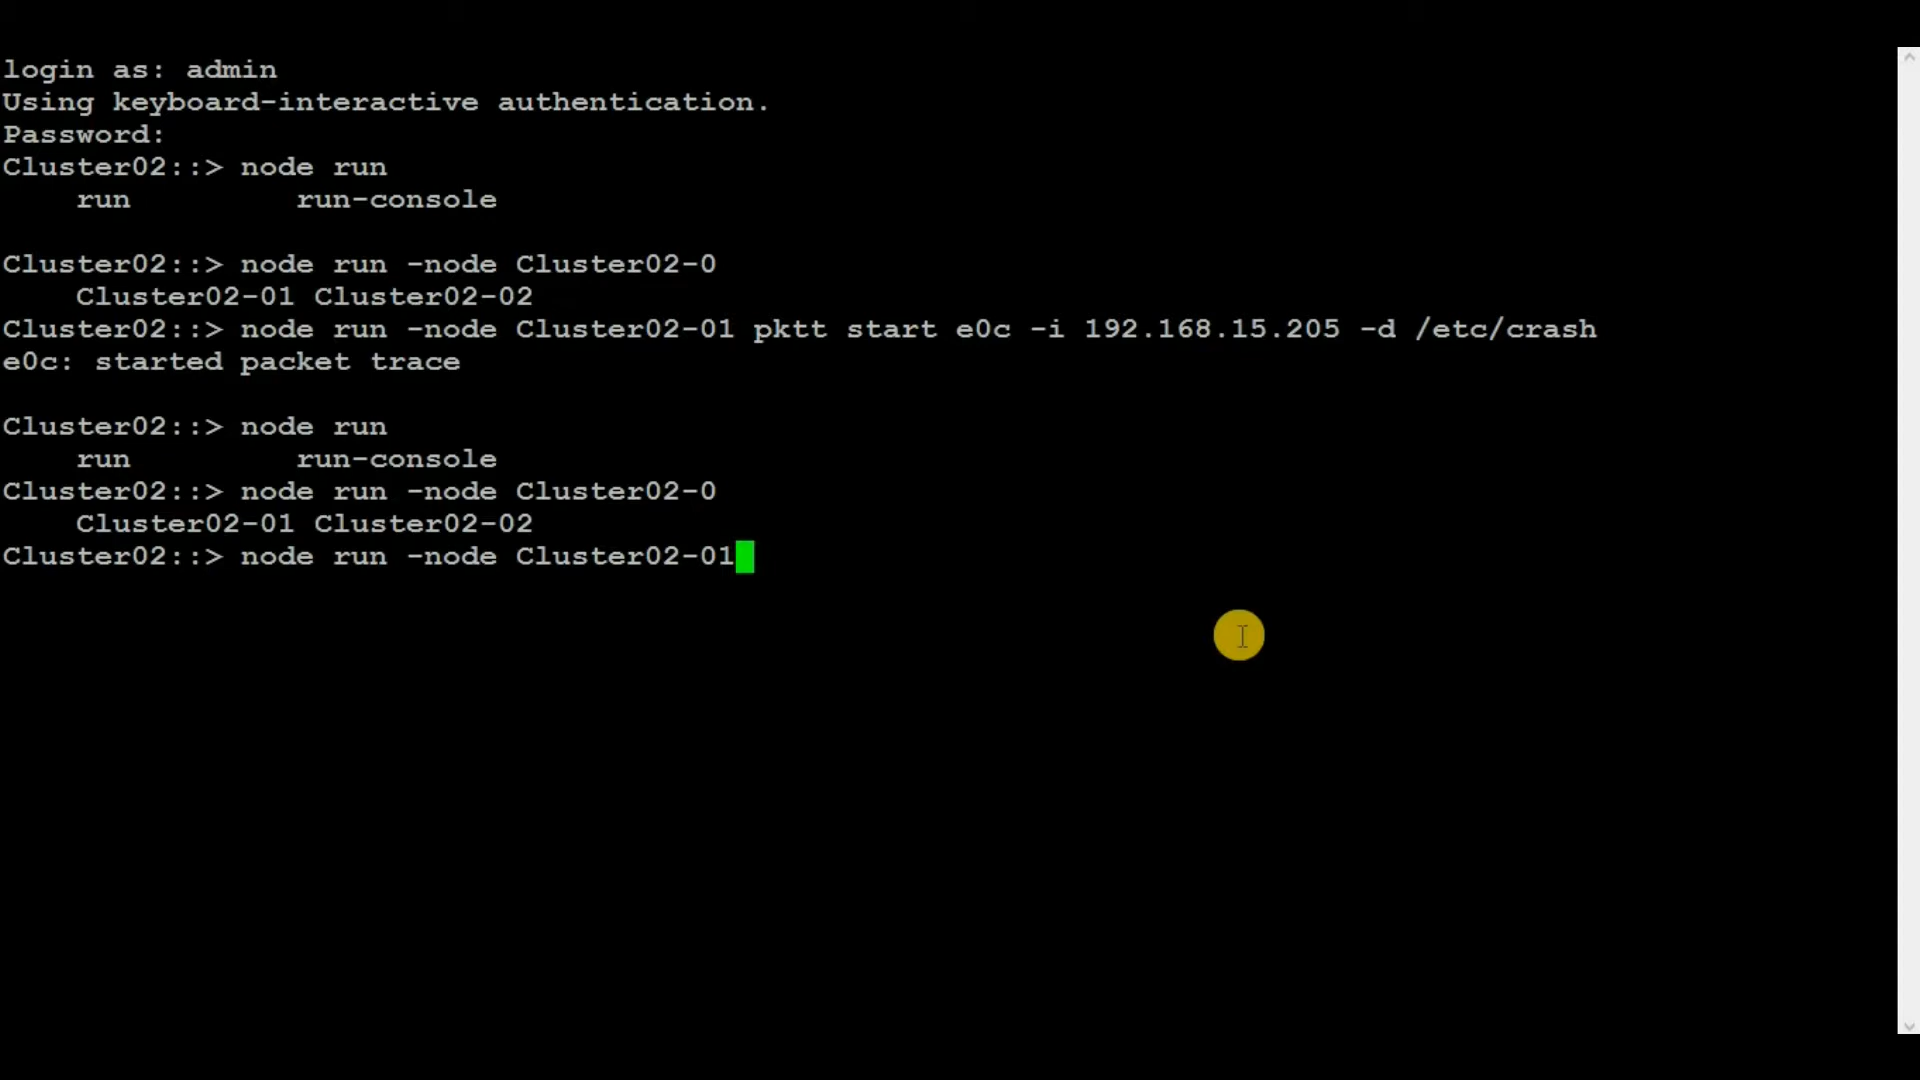 login as: admin
Using keyboard-interactive authentication.
Password:
Cluster02::> node run
run run-console
Cluster02::> node run -node Cluster02-0
Cluster02-01 Cluster02-02
Cluster02::> node run -node Cluster02-01 pktt start e0c -i 192.168.15.205 -d /etc/crash
e0c: started packet trace
Cluster02::> node run
run run-console
Cluster02::> node run -node Cluster02-0
Cluster02-01 Cluster02-02
Cluster02::> node run -node Cluster02-01